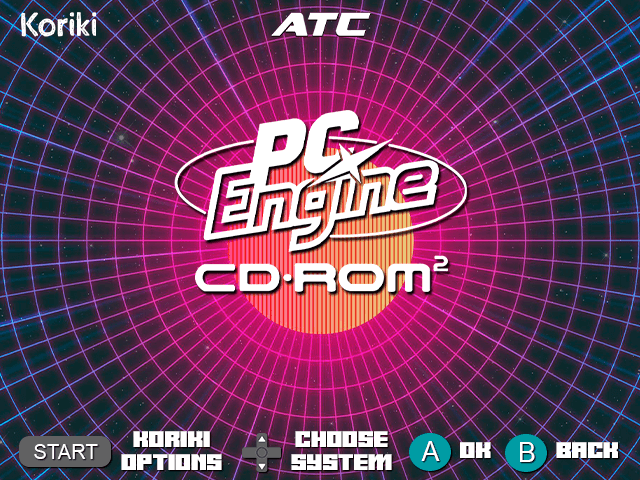 Koriki
ATC
PC
Engine
CD·ROM²
START
KORIKI
OPTIONS
CHOOSE
SYSTEM
A
OK
B
BACK